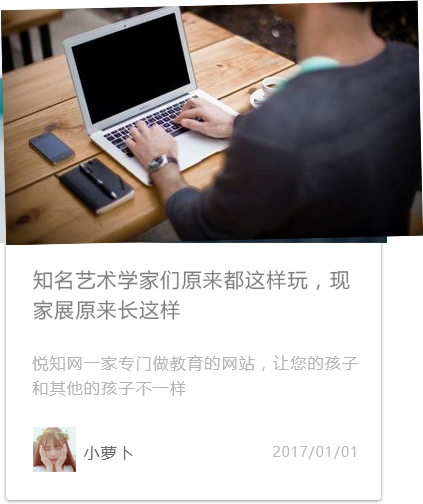 知名艺术学家们原来都这样玩，现
家展原来长这样
悦知网一家专门做教育的网站，让您的孩子
和其他的孩子不一样
小萝卜
2017/01/01